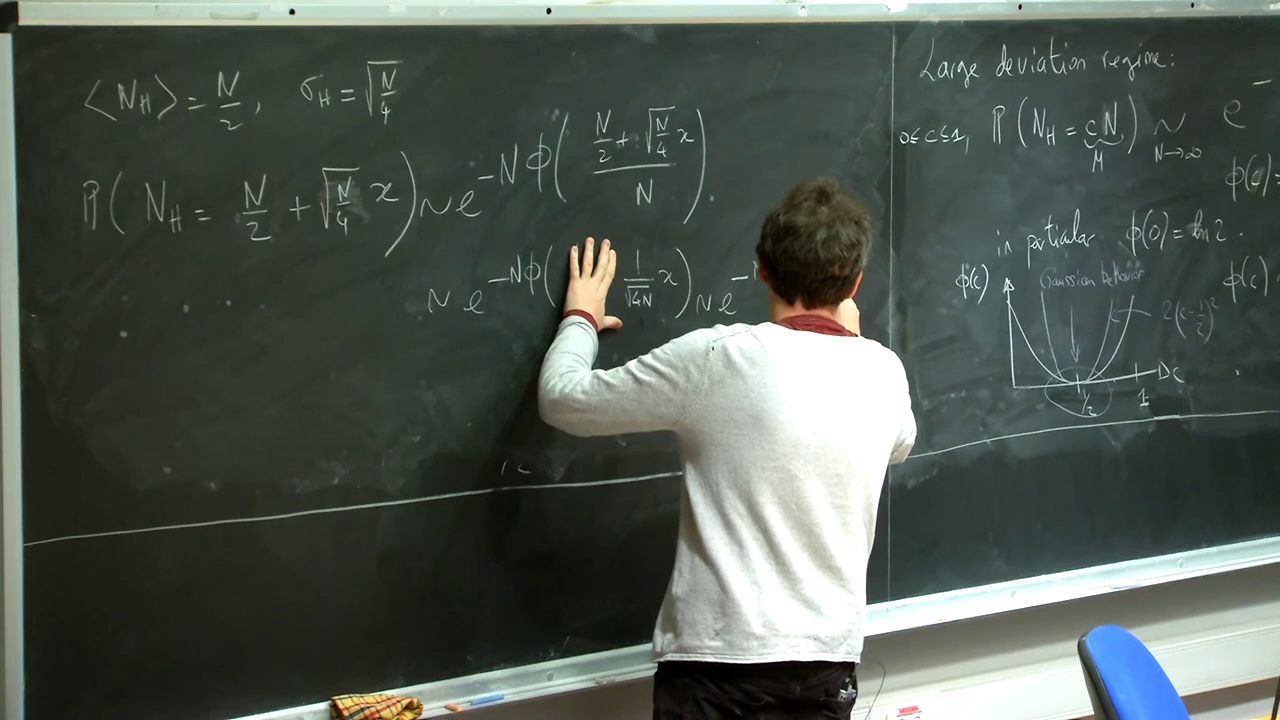 ⟨N_H⟩ = N/2, σ_H = √(N/4)
ℙ( N_H = N/2 + √(N/4) x ) ~ e^{-Nϕ( (N/2 + √(N/4) x) / N )}.
~ e^{-Nϕ( 1/√(4N) x )} ~ e^{-
Large deviation regime:
0≤c≤1, ℙ( N_H = cN ) ~ e^{-
M N→∞
ϕ(c) =
in particular ϕ(0) = ln 2.
ϕ(c) Gaussian behavior ϕ(c)
2(c-1/2)²
c
1/2 1